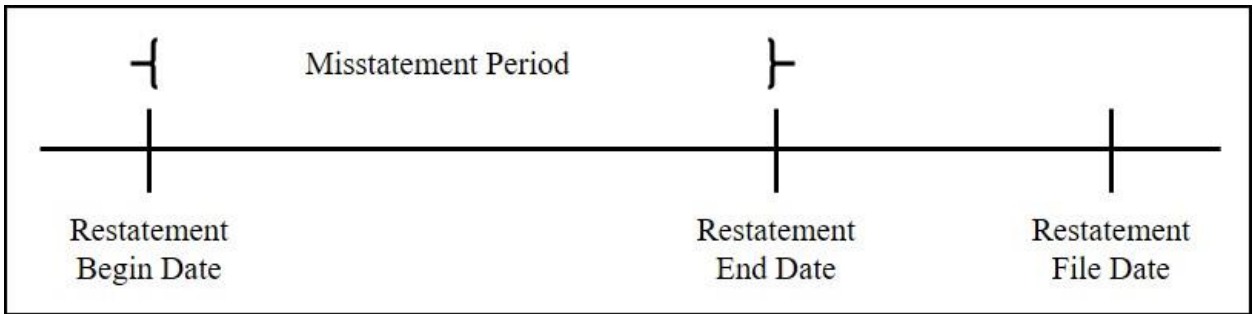 Misstatement Period
Restatement
Begin Date
Restatement
End Date
Restatement
File Date